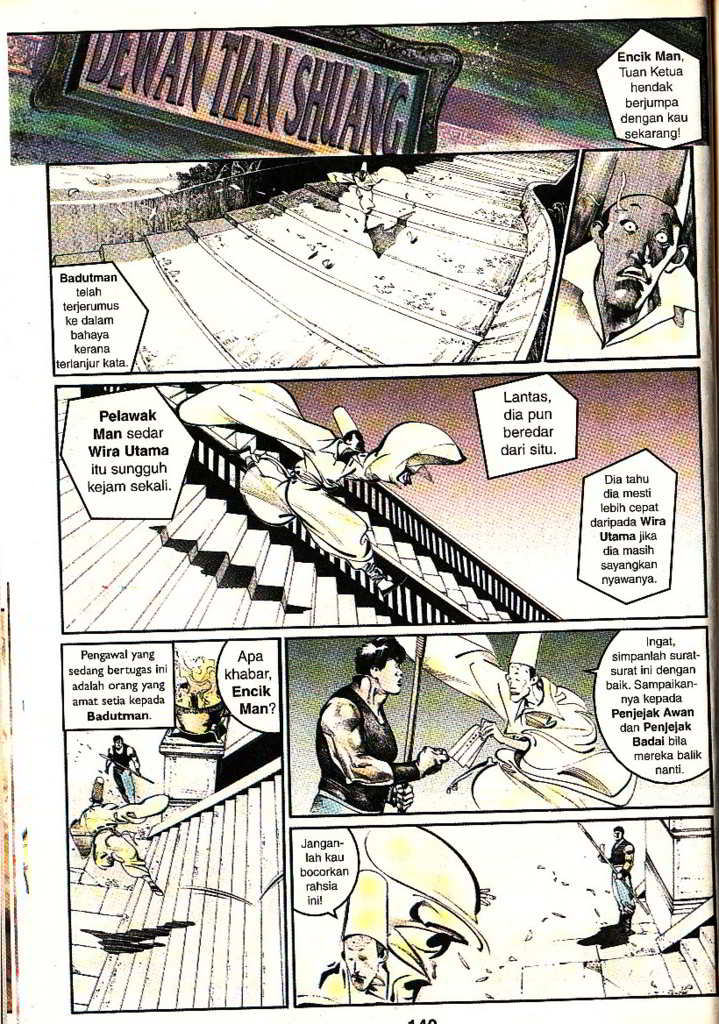 DEWAN TIAN SHUANG
Encik Man,
Tuan Ketua
hendak
berjumpa
dengan kau
sekarang!
Badutman
telah
terjerumus
ke dalam
bahaya
kerana
terlanjur kata.
Pelawak
Man sedar
Wira Utama
itu sungguh
kejam sekali.
Lantas,
dia pun
beredar
dari situ.
Dia tahu
dia mesti
lebih cepat
daripada Wira
Utama jika
dia masih
sayangkan
nyawanya.
Pengawal yang
sedang bertugas ini
adalah orang yang
amat setia kepada
Badutman.
Apa
khabar,
Encik
Man?
Ingat,
simpanlah surat-
surat ini dengan
baik. Sampaikan-
nya kepada
Penjejak Awan
dan Penjejak
Badai bila
mereka balik
nanti.
Jangan-
lah kau
bocorkan
rahsia
ini!